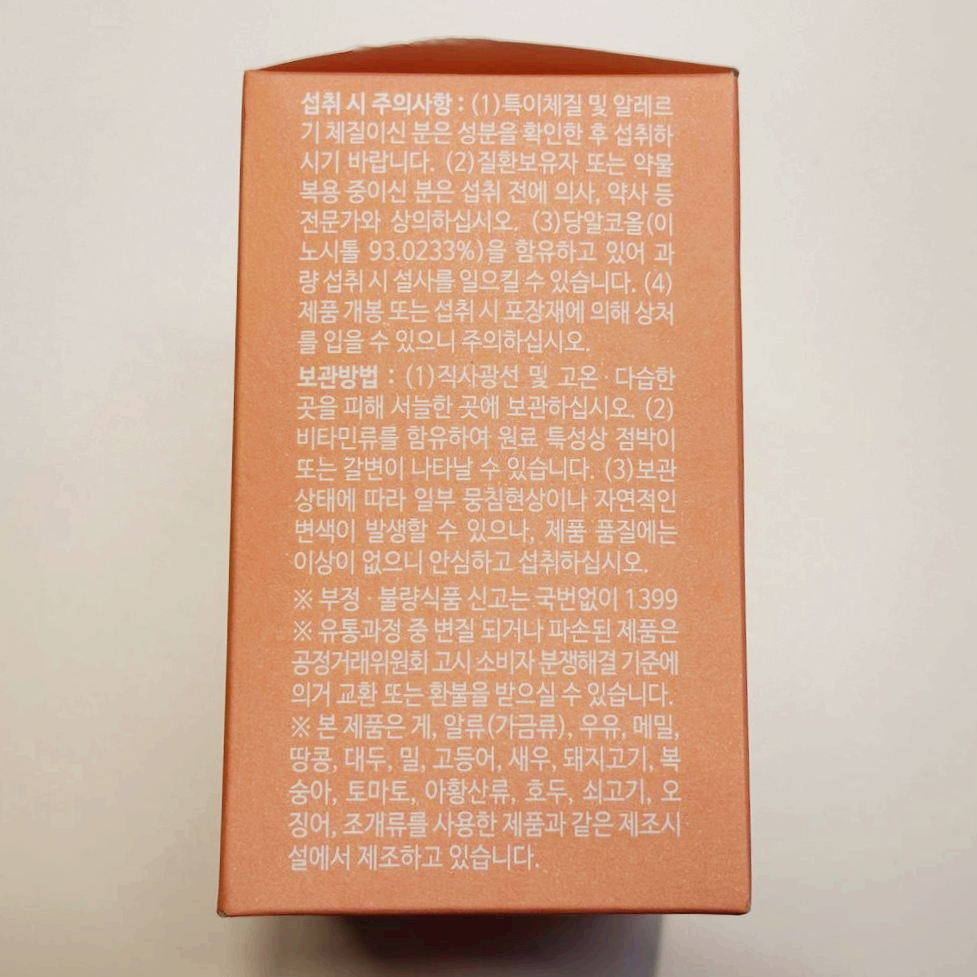 섭취 시 주의사항 : (1)특이체질 및 알레르
기 체질이신 분은 성분을 확인한 후 섭취하
시기 바랍니다. (2)질환보유자 또는 약물
복용 중이신 분은 섭취 전에 의사, 약사 등
전문가와 상의하십시오. (3)당알코올(이
노시톨 93.0233%)을 함유하고 있어 과
량 섭취 시 설사를 일으킬 수 있습니다. (4)
제품 개봉 또는 섭취 시 포장재에 의해 상처
를 입을 수 있으니 주의하십시오.
보관방법 : (1)직사광선 및 고온·다습한
곳을 피해 서늘한 곳에 보관하십시오. (2)
비타민류를 함유하여 원료 특성상 점박이
또는 갈변이 나타날 수 있습니다. (3)보관
상태에 따라 일부 뭉침현상이나 자연적인
변색이 발생할 수 있으나, 제품 품질에는
이상이 없으니 안심하고 섭취하십시오.
※ 부정·불량식품 신고는 국번없이 1399
※ 유통과정 중 변질 되거나 파손된 제품은
공정거래위원회 고시 소비자 분쟁해결 기준에
의거 교환 또는 환불을 받으실 수 있습니다.
※ 본 제품은 게, 알류(가금류), 우유, 메밀,
땅콩, 대두, 밀, 고등어, 새우, 돼지고기, 복
숭아, 토마토, 아황산류, 호두, 쇠고기, 오
징어, 조개류를 사용한 제품과 같은 제조시
설에서 제조하고 있습니다.